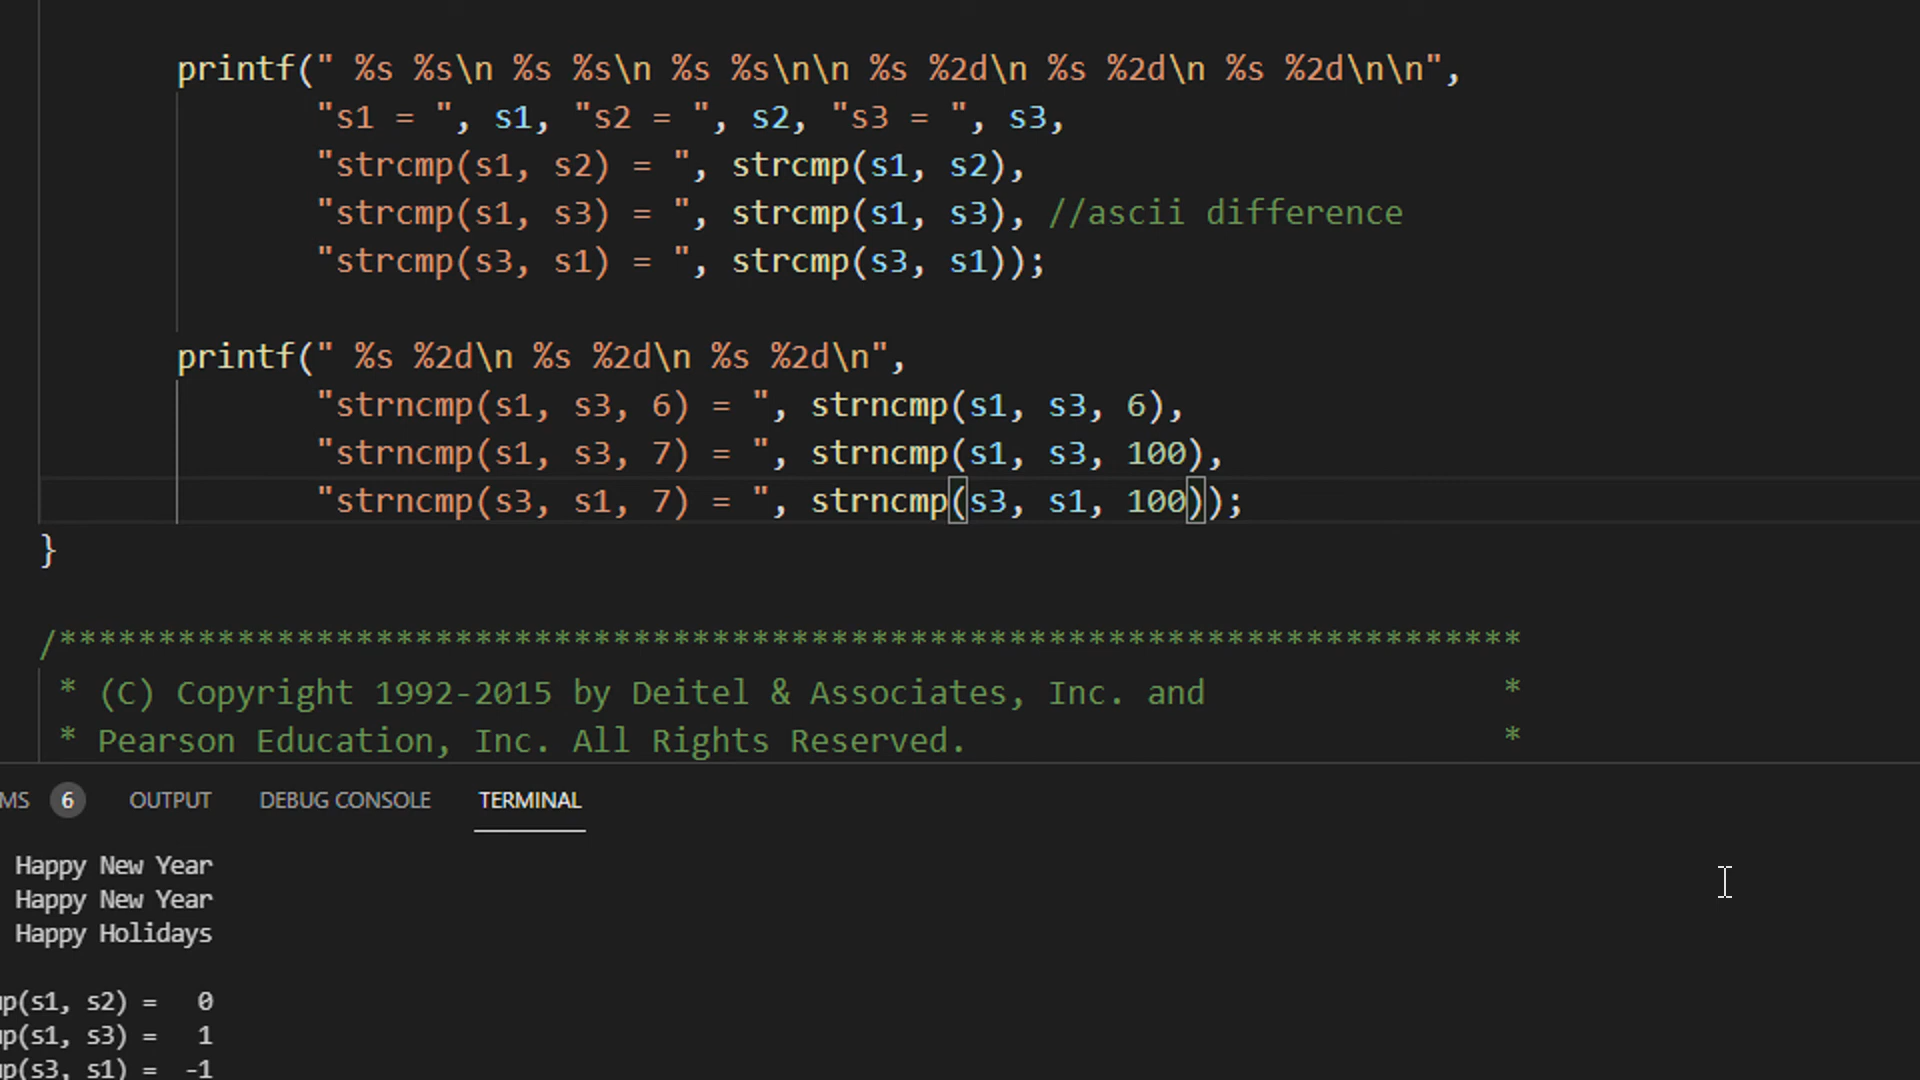 printf(" %s %s\n %s %s\n %s %s\n\n %s %2d\n %s %2d\n %s %2d\n\n",
"s1 = ", s1, "s2 = ", s2, "s3 = ", s3,
"strcmp(s1, s2) = ", strcmp(s1, s2),
"strcmp(s1, s3) = ", strcmp(s1, s3), //ascii difference
"strcmp(s3, s1) = ", strcmp(s3, s1));
printf(" %s %2d\n %s %2d\n %s %2d\n",
"strncmp(s1, s3, 6) = ", strncmp(s1, s3, 6),
"strncmp(s1, s3, 7) = ", strncmp(s1, s3, 100),
"strncmp(s3, s1, 7) = ", strncmp(s3, s1, 100));
}
/**************************************************************************
* (C) Copyright 1992-2015 by Deitel & Associates, Inc. and *
* Pearson Education, Inc. All Rights Reserved. *
MS 6 OUTPUT DEBUG CONSOLE TERMINAL
Happy New Year
Happy New Year
Happy Holidays
mp(s1, s2) = 0
mp(s1, s3) = 1
mp(s3, s1) = -1